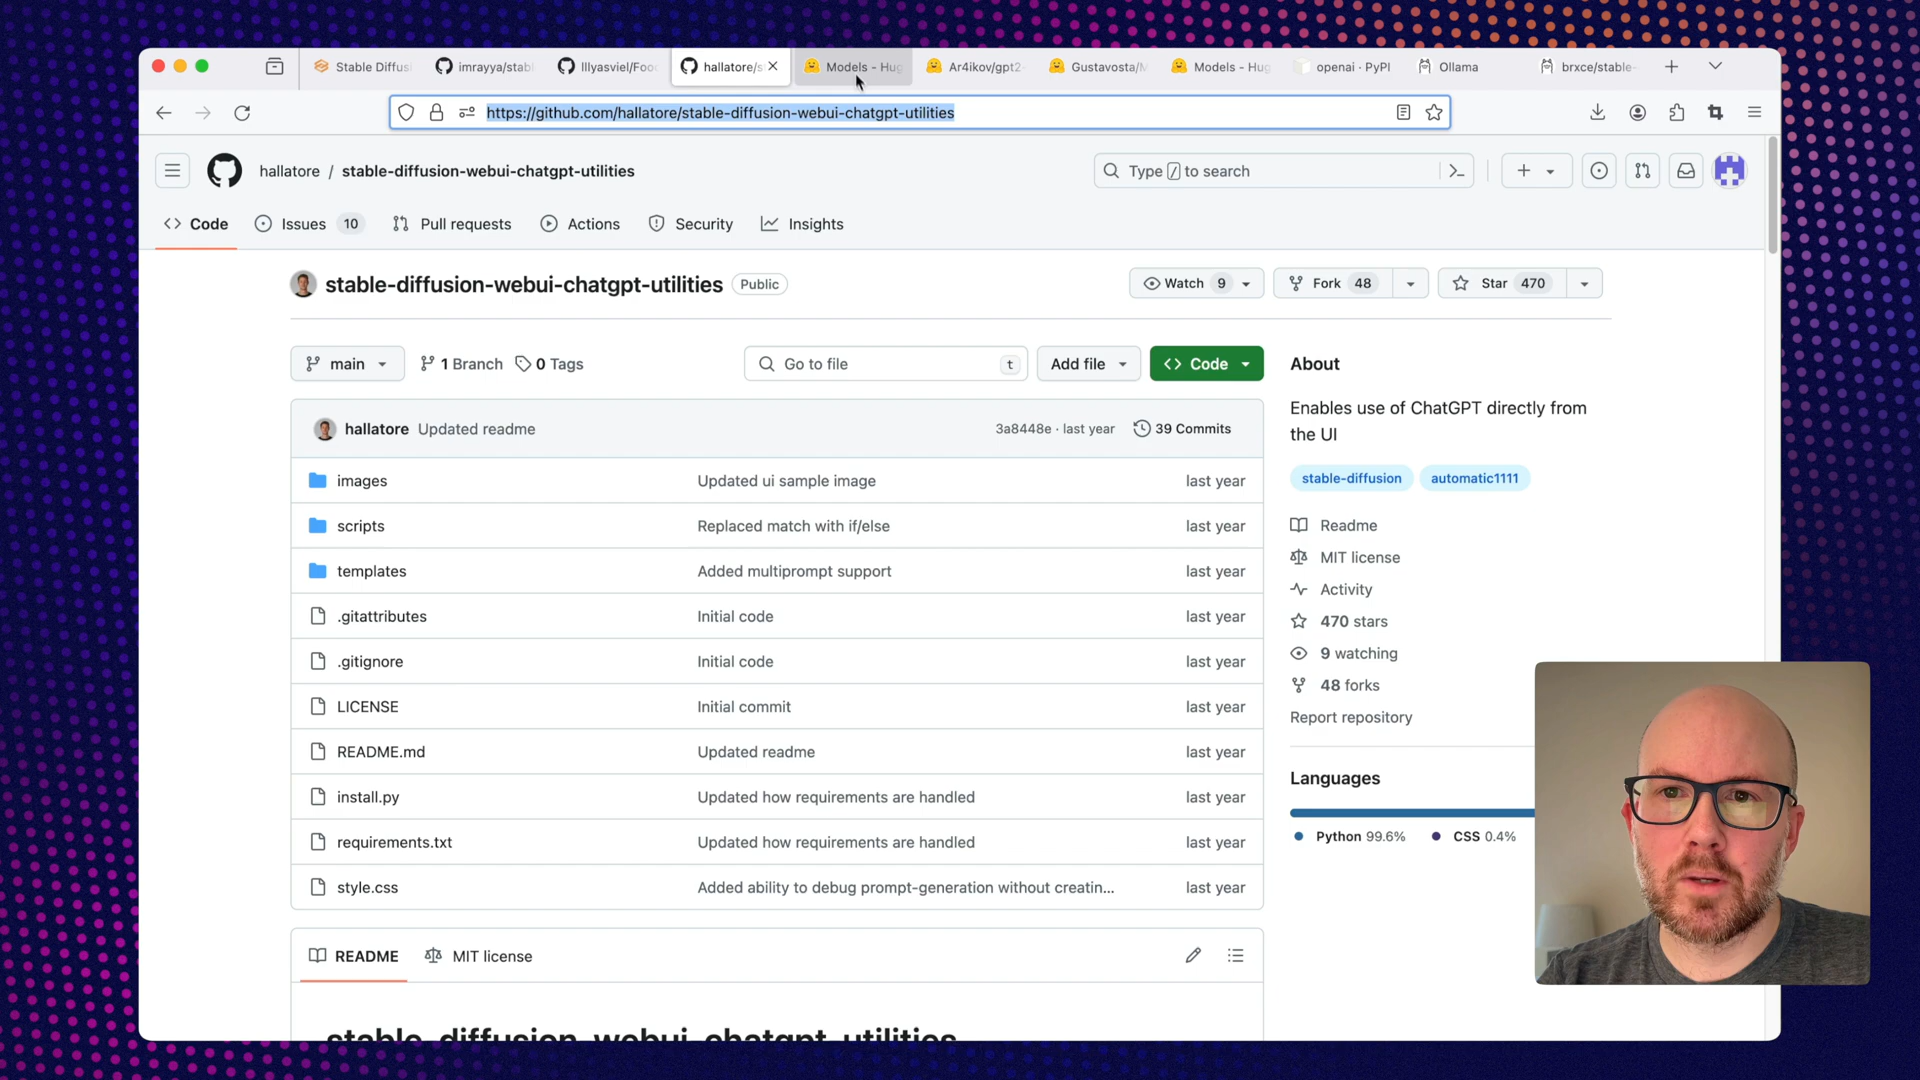 Stable Diffus
imrayya/stabl
lllyasviel/Fooc
hallatore/s
Models - Hug
Ar4ikov/gpt2-
Gustavosta/M
Models - Hug
openai · PyPI
Ollama
brxce/stable-
https://github.com/hallatore/stable-diffusion-webui-chatgpt-utilities
hallatore / stable-diffusion-webui-chatgpt-utilities
Type / to search
Code
Issues 10
Pull requests
Actions
Security
Insights
stable-diffusion-webui-chatgpt-utilities Public
Watch 9
Fork 48
Star 470
main
1 Branch
0 Tags
Go to file t
Add file
Code
hallatore Updated readme 3a8448e · last year 39 Commits
images Updated ui sample image last year
scripts Replaced match with if/else last year
templates Added multiprompt support last year
.gitattributes Initial code last year
.gitignore Initial code last year
LICENSE Initial commit last year
README.md Updated readme last year
install.py Updated how requirements are handled last year
requirements.txt Updated how requirements are handled last year
style.css Added ability to debug prompt-generation without creatin... last year
README
MIT license
stable-diffusion-webui-chatgpt-utilities
About
Enables use of ChatGPT directly from
the UI
stable-diffusion automatic1111
Readme
MIT license
Activity
470 stars
9 watching
48 forks
Report repository
Languages
Python 99.6% CSS 0.4%